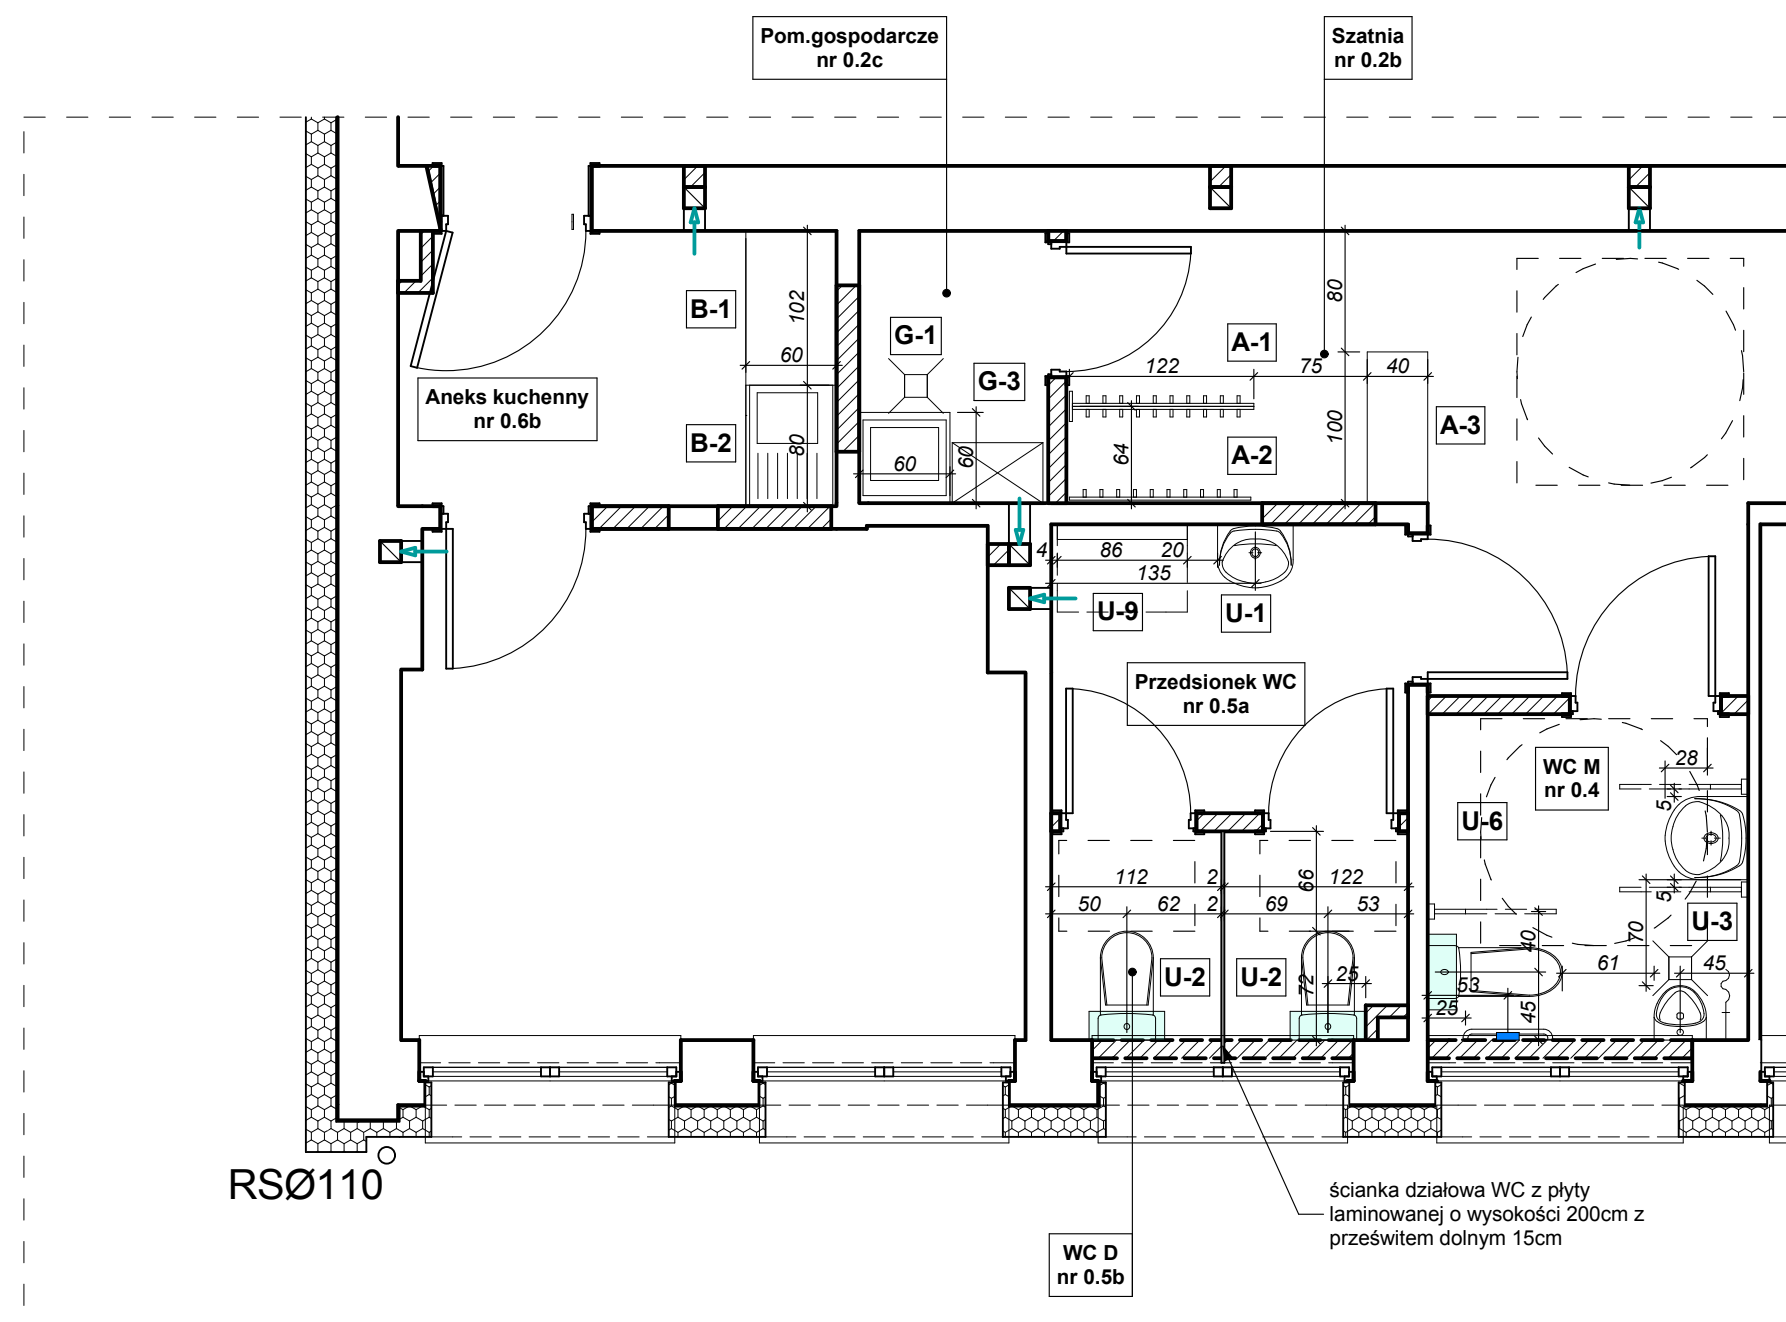 Pom.gospodarcze
nr 0.2c
Szatnia
nr 0.2b
B-1
102
60
G-1
G-3
A-1
80
122
75
40
Aneks kuchenny
nr 0.6b
B-2
80
60
60
64
A-2
100
A-3
4
86
20
135
U-9
U-1
Przedsionek WC
nr 0.5a
WC M
nr 0.4
28
5
U-6
112
2
66
122
50
62
2
69
53
5
U-3
70
40
U-2
U-2
72
25
53
61
45
25
45
RSØ110
ścianka działowa WC z płyty
laminowanej o wysokości 200cm z
prześwitem dolnym 15cm
WC D
nr 0.5b